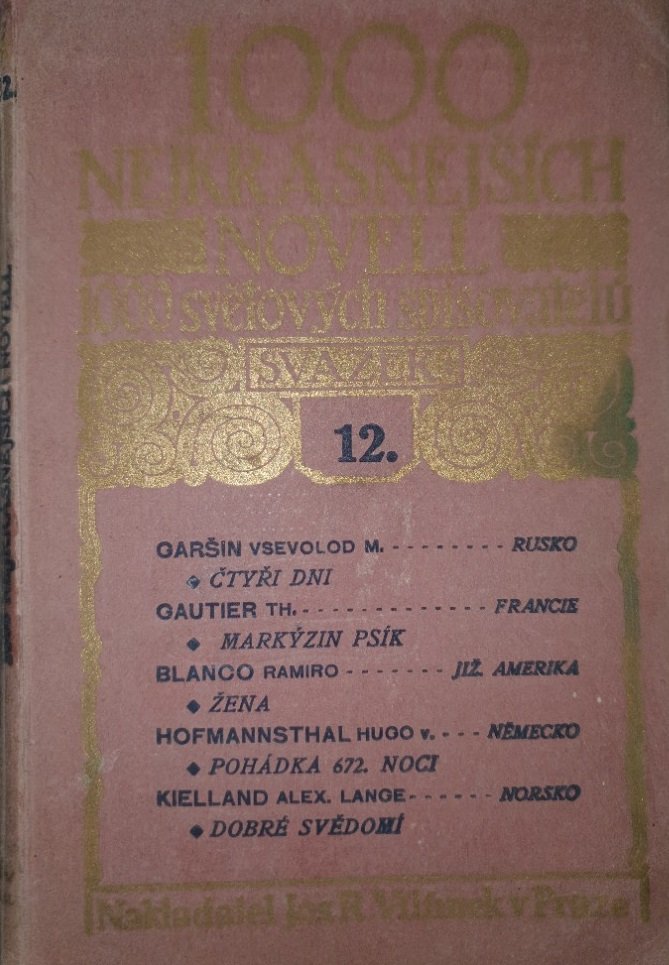 1000
NEJKRÁSNĚJŠÍCH
NOVELL
1000 světových spisovatelů
SVAZEK
12.
GARŠIN VSEVOLOD M. - - - - - - - - RUSKO
◆ ČTYŘI DNI
GAUTIER TH. - - - - - - - - - - - - - FRANCIE
◆ MARKÝZIN PSÍK
BLANCO RAMIRO - - - - - - - JIŽ. AMERIKA
◆ ŽENA
HOFMANNSTHAL HUGO v. - - - NĚMECKO
◆ POHÁDKA 672. NOCI
KIELLAND ALEX. LANGE - - - - - - NORSKO
◆ DOBRÉ SVĚDOMÍ
Nakladatel Jos. R. Vilímek v Praze
12.